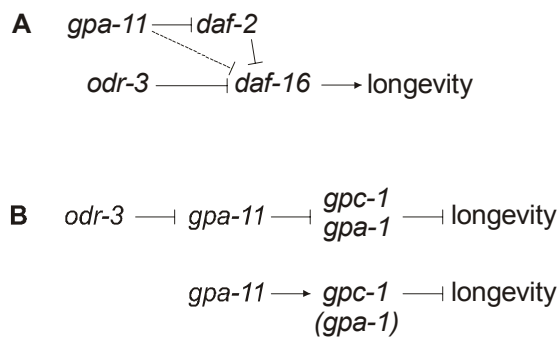 A gpa-11 daf-2
odr-3 daf-16 longevity
B odr-3 gpa-11 gpc-1 gpa-1 longevity
gpa-11 gpc-1 (gpa-1) longevity